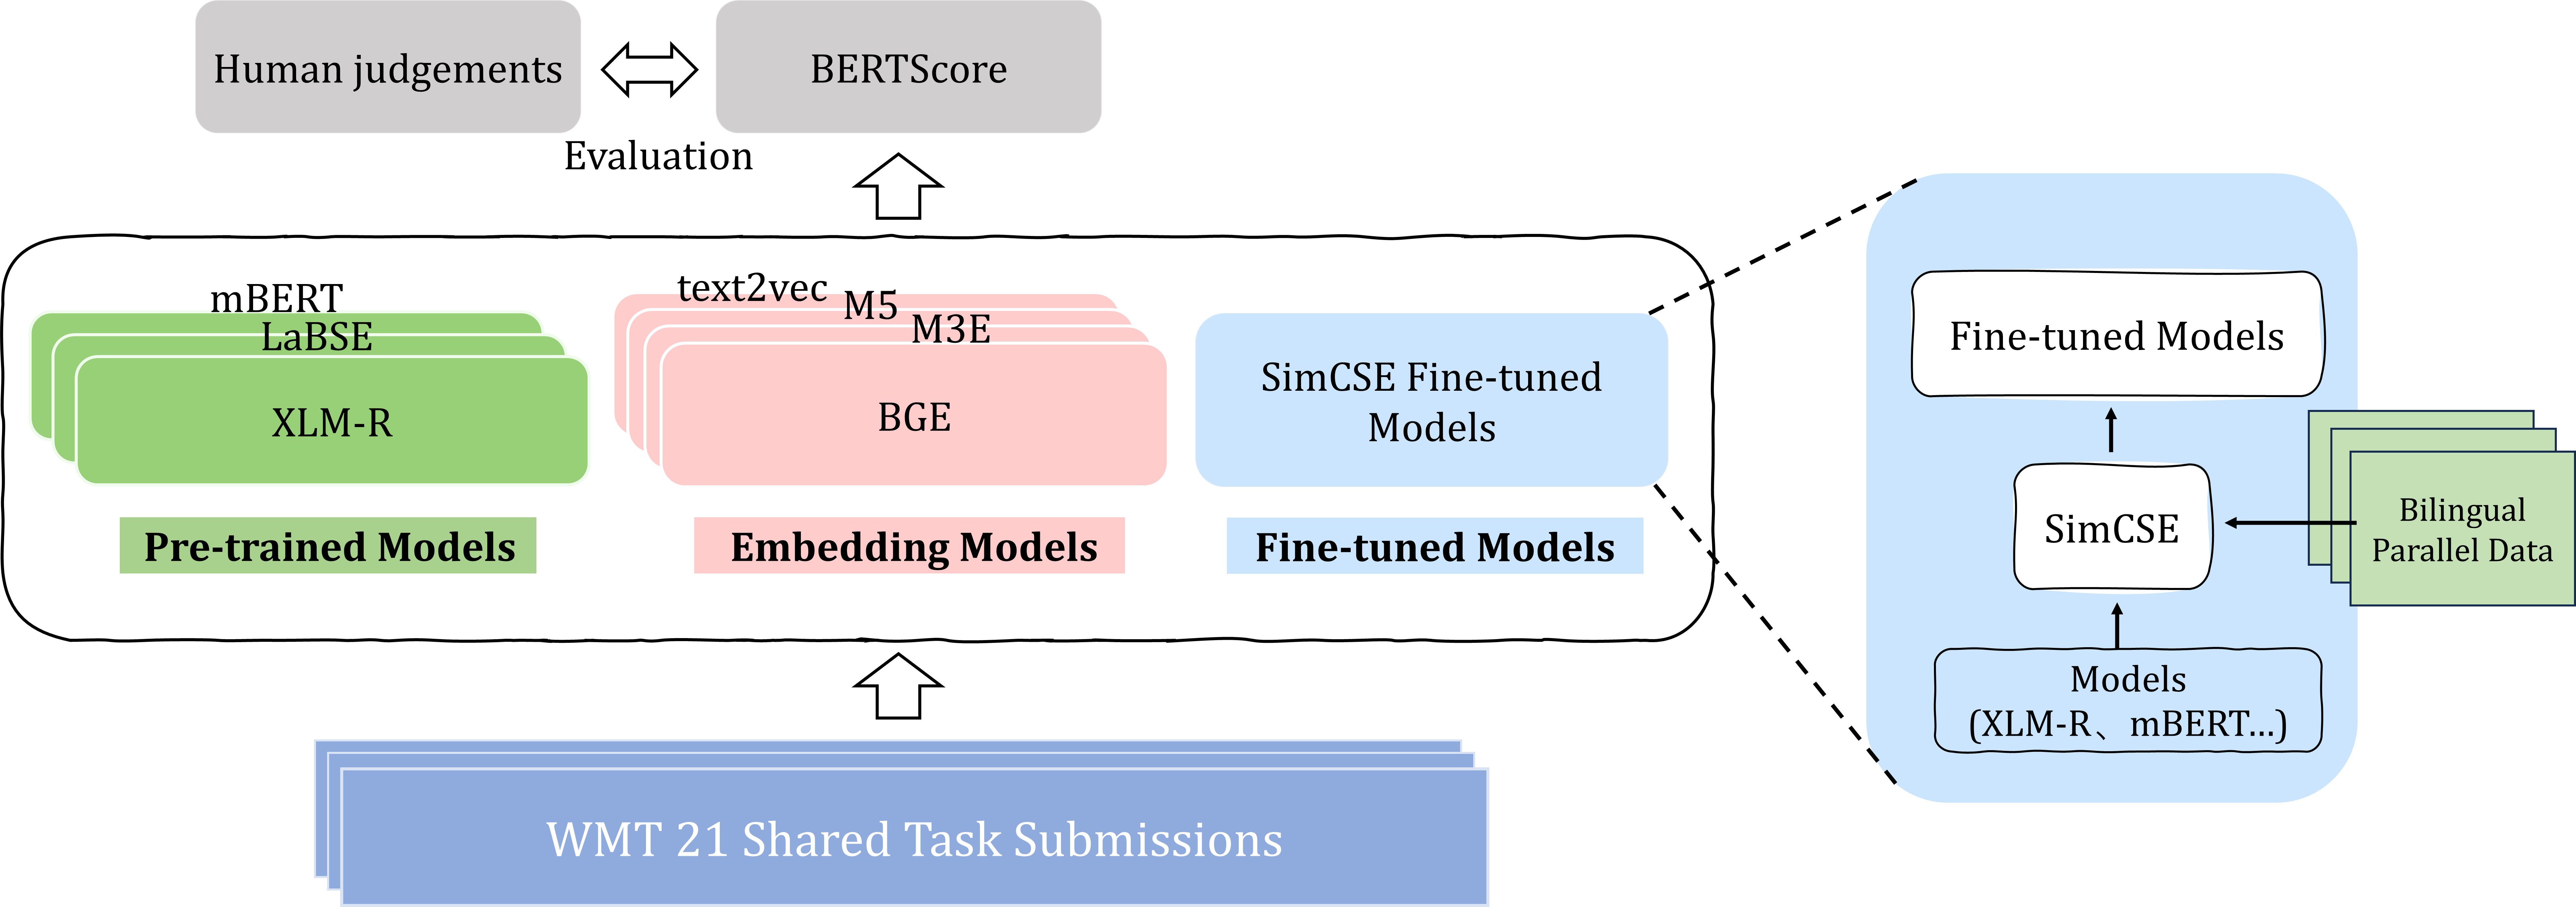 Human judgements
BERTScore
Evaluation
mBERT
LaBSE
XLM-R
Pre-trained Models
text2vec
M5
M3E
BGE
Embedding Models
SimCSE Fine-tuned
Models
Fine-tuned Models
WMT 21 Shared Task Submissions
Fine-tuned Models
SimCSE
Bilingual
Parallel Data
Models
(XLM-R、mBERT...)